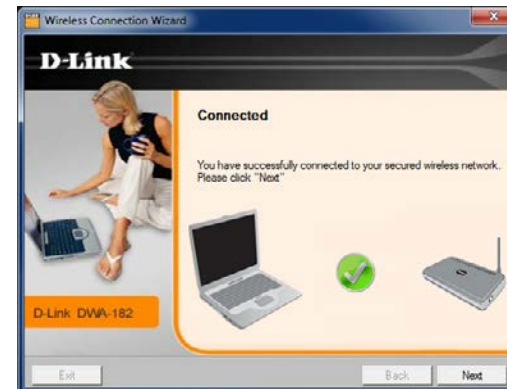 Wireless Connection Wizard
D-Link
Connected
You have successfully connected to your secured wireless network.
Please click "Next"
D-Link DWA-182
Exit
Back
Next